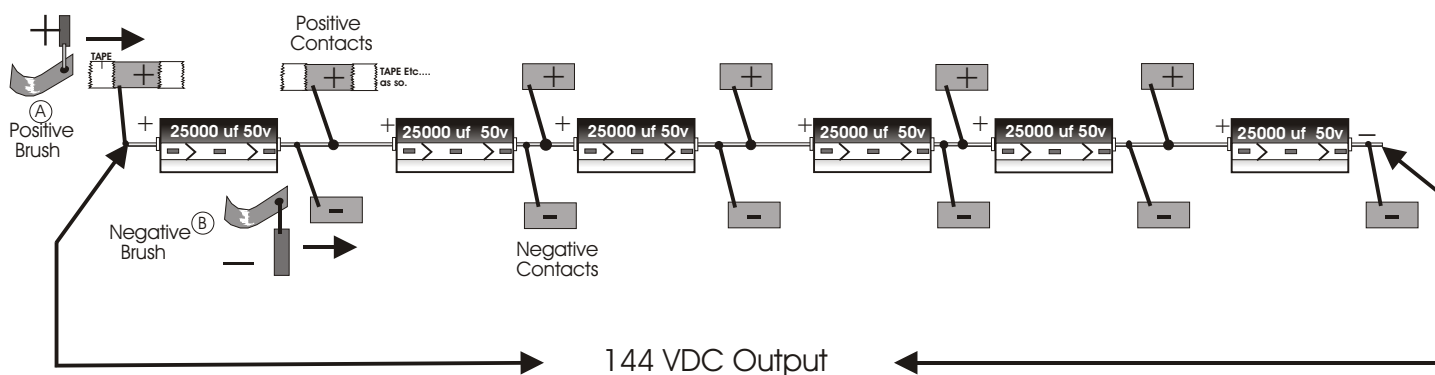 +
TAPE
+
A
Positive
Brush
Positive
Contacts
+
TAPE Etc....
as so.
+
+
+
+
+
25000 uf 50v
+
25000 uf 50v
+
25000 uf 50v
+
25000 uf 50v
+
25000 uf 50v
+
25000 uf 50v
−
Negative
Brush
B
−
-
-
Negative
Contacts
-
-
-
-
144 VDC Output